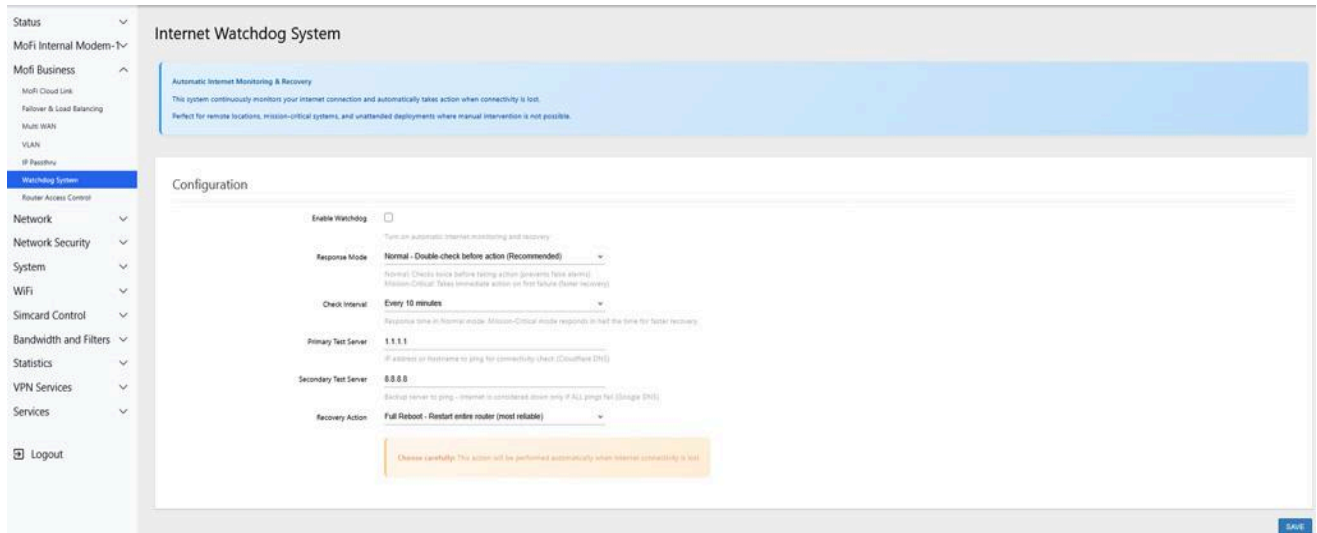 Status
MoFi Internal Modem-1
Mofi Business
MoFi Cloud Link
Failover & Load Balancing
Multi WAN
VLAN
IP Passthru
Watchdog System
Router Access Control
Network
Network Security
System
WiFi
Simcard Control
Bandwidth and Filters
Statistics
VPN Services
Services
Logout
Internet Watchdog System
Automatic Internet Monitoring & Recovery
This system continuously monitors your internet connection and automatically takes action when connectivity is lost.
Perfect for remote locations, mission-critical systems, and unattended deployments where manual intervention is not possible.
Configuration
Enable Watchdog
Turn on automatic internet monitoring and recovery
Response Mode
Normal - Double-check before action (Recommended)
Normal: Checks twice before taking action (prevents false alarms)
Mission-Critical: Takes immediate action on first failure (faster recovery)
Check Interval
Every 10 minutes
Response time in Normal mode. Mission-Critical mode responds in half the time for faster recovery.
Primary Test Server
1.1.1.1
IP address or hostname to ping for connectivity check (Cloudflare DNS)
Secondary Test Server
8.8.8.8
Backup server to ping - internet is considered down only if ALL pings fail (Google DNS)
Recovery Action
Full Reboot - Restart entire router (most reliable)
Choose carefully: This action will be performed automatically when internet connectivity is lost.
SAVE